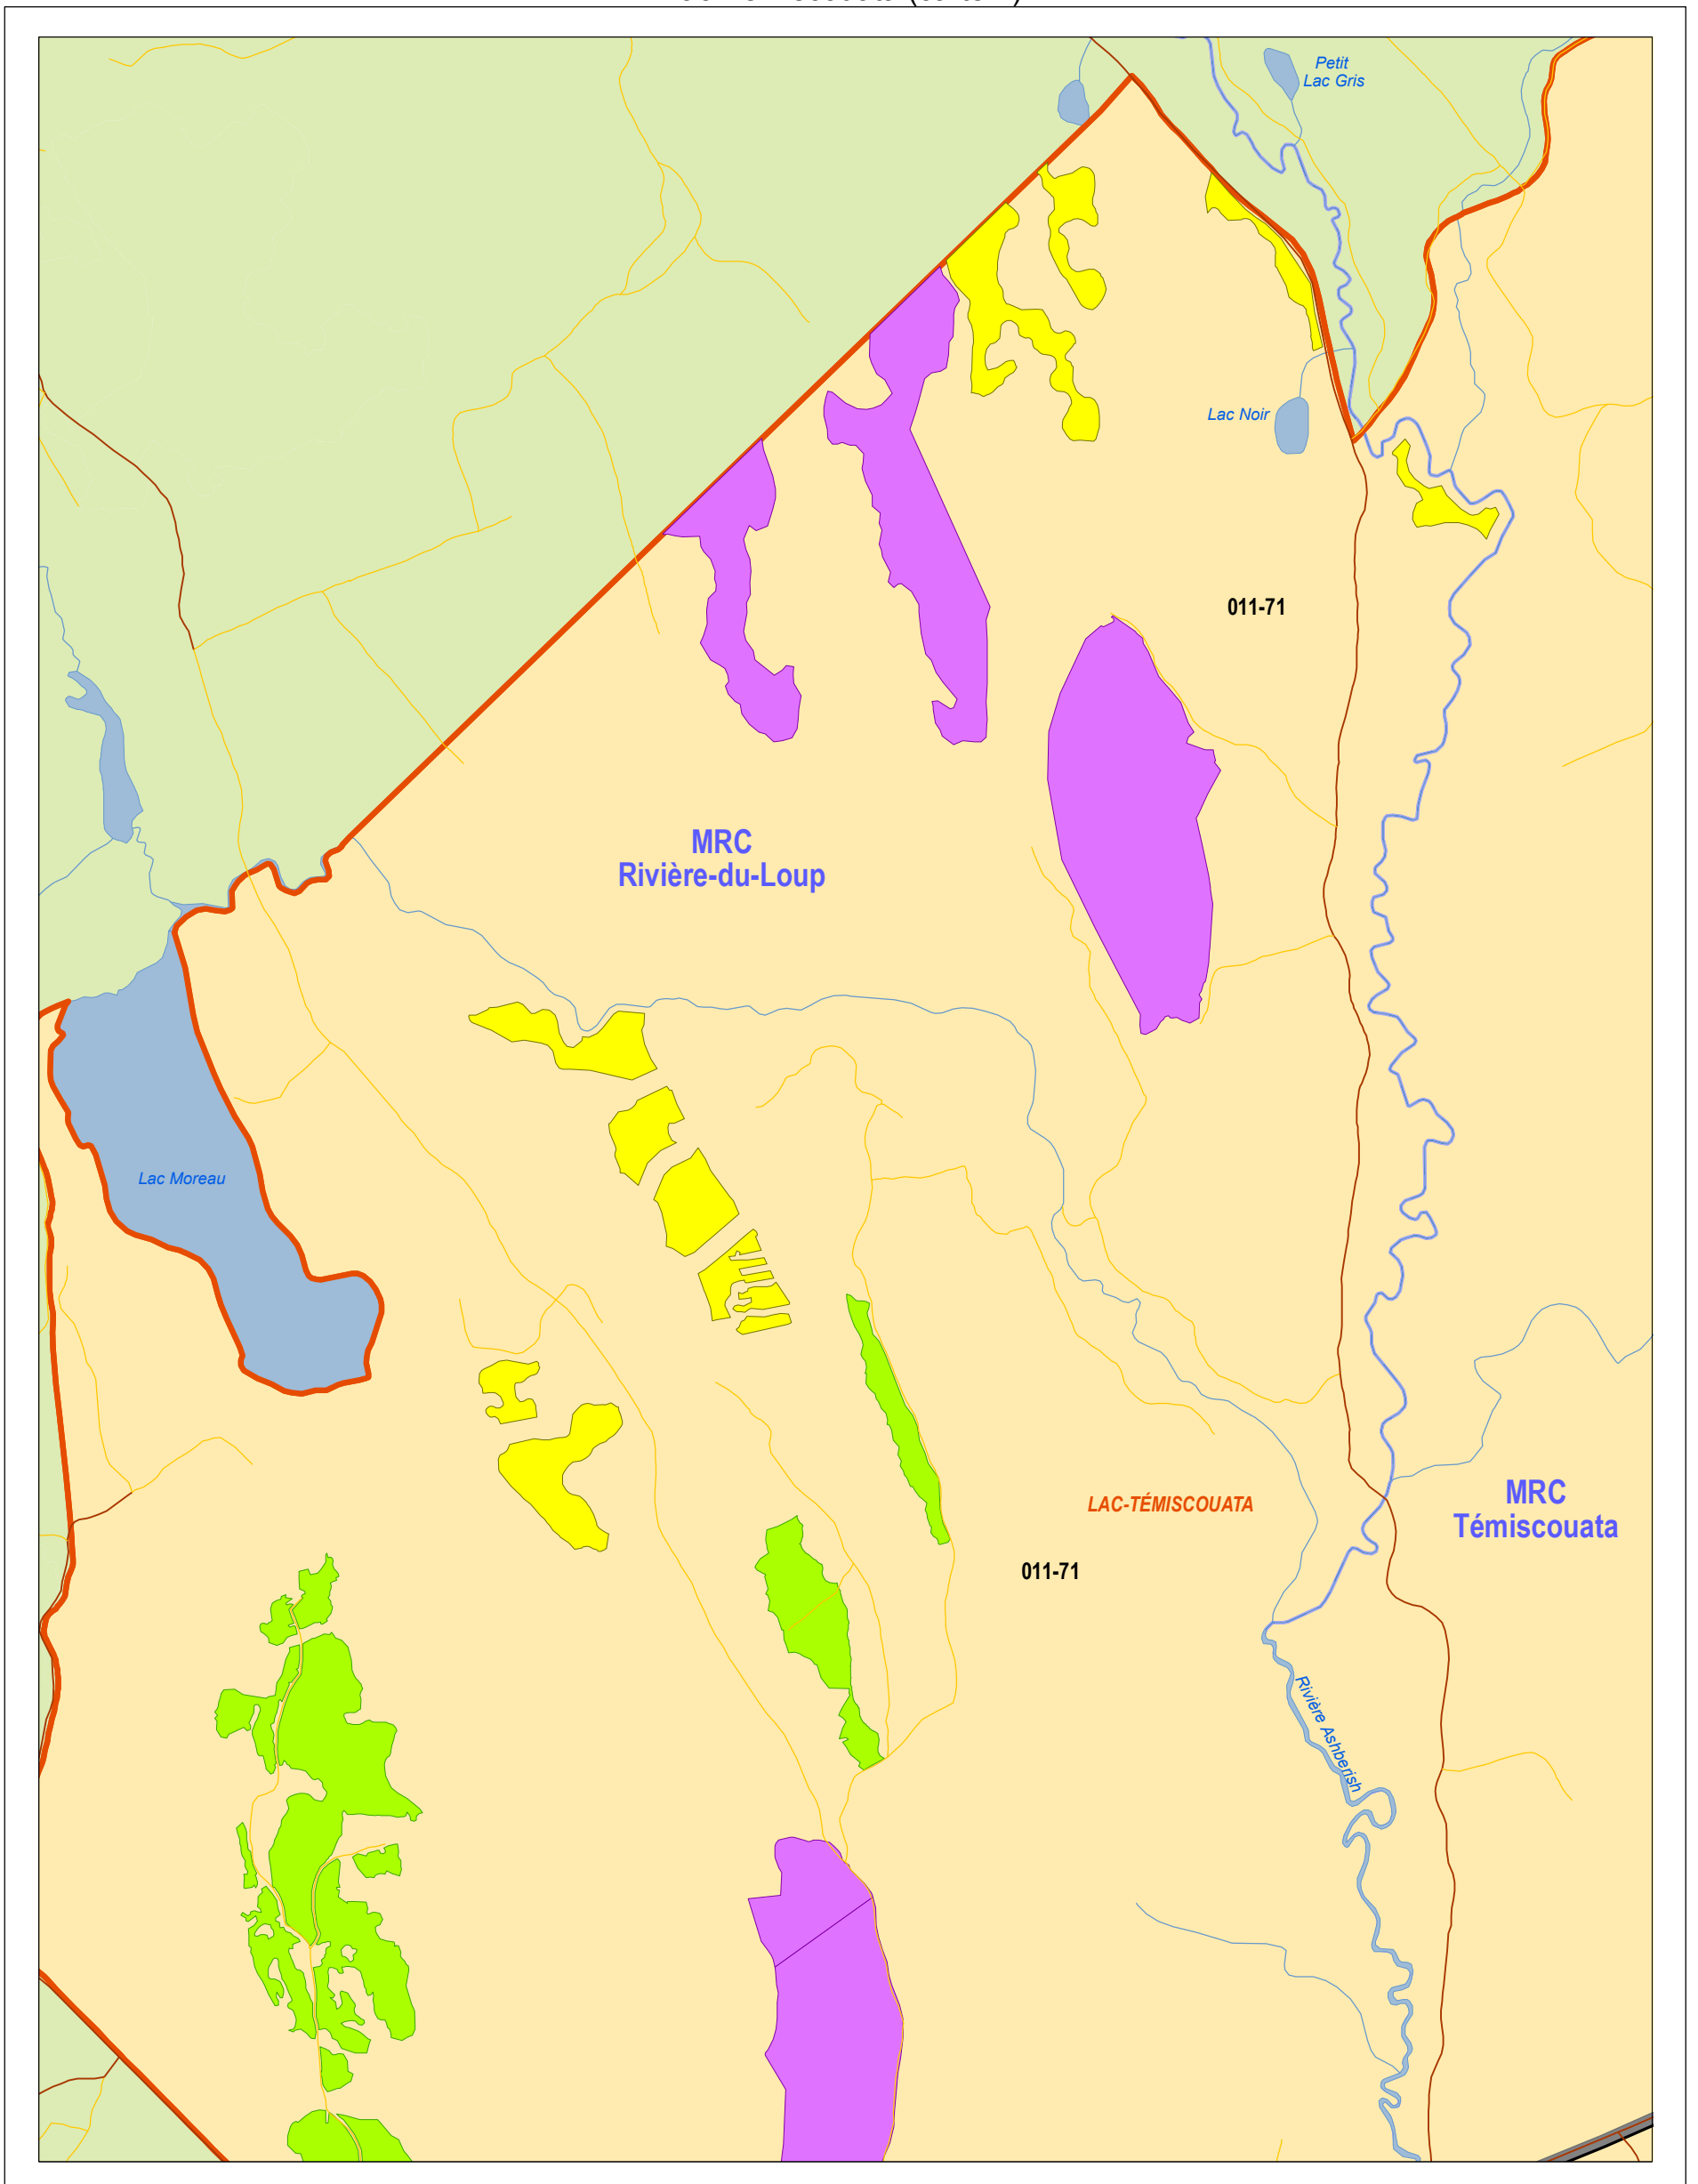 Petit
Lac Gris
Lac Noir
011-71
MRC
Rivière-du-Loup
Lac Moreau
LAC-TÉMISCOUATA
MRC
Témiscouata
011-71
Rivière Ashberish